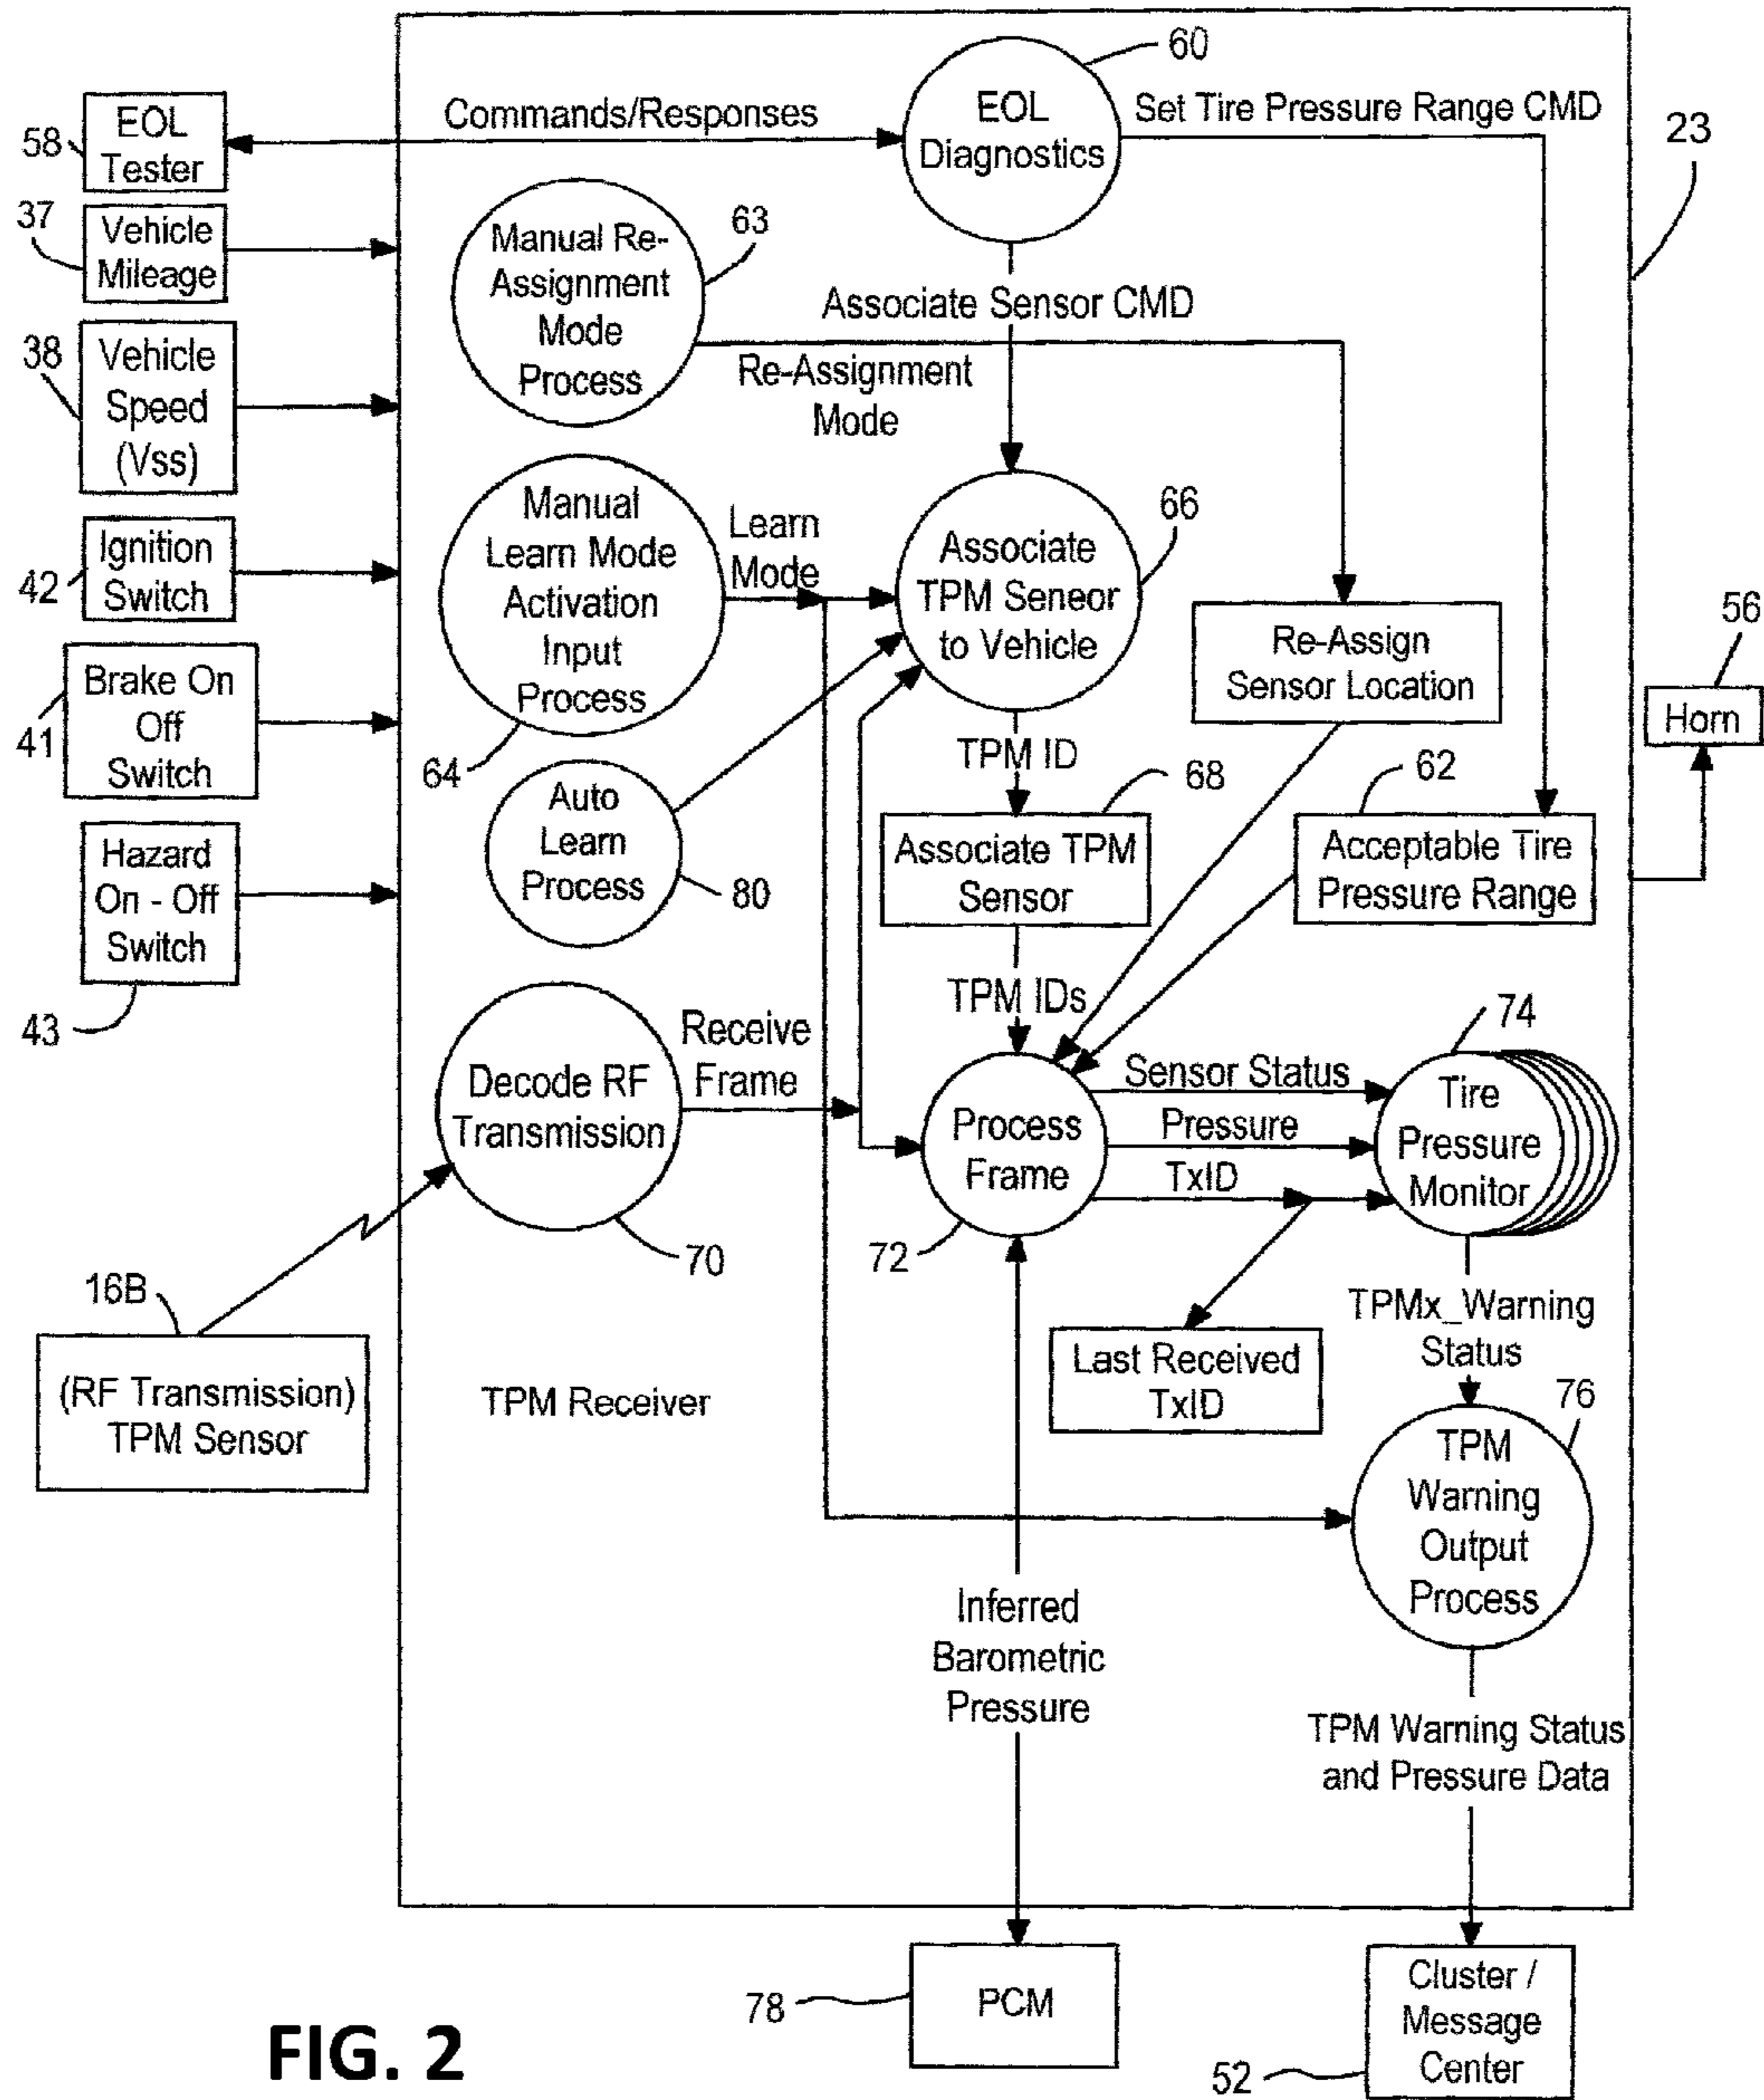 60
EOL
Tester
58
Commands/Responses
EOL
Diagnostics
Set Tire Pressure Range CMD
23
37
Vehicle
Mileage
Manual Re-
Assignment
Mode
Process
63
Associate Sensor CMD
Re-Assignment
Mode
38
Vehicle
Speed
(Vss)
Manual
Learn Mode
Activation
Input
Process
64
Learn
Mode
Associate
TPM Seneor
to Vehicle
66
Ignition
Switch
42
Re-Assign
Sensor Location
56
Horn
Brake On
Off
Switch
41
TPM ID
68
62
Auto
Learn
Process
80
Associate TPM
Sensor
Acceptable Tire
Pressure Range
Hazard
On - Off
Switch
43
TPM IDs
74
Decode RF
Transmission
70
Receive
Frame
Process
Frame
72
Sensor Status
Pressure
TxID
Tire
Pressure
Monitor
16B
(RF Transmission)
TPM Sensor
TPM Receiver
Last Received
TxID
TPMx_Warning
Status
76
TPM
Warning
Output
Process
Inferred
Barometric
Pressure
TPM Warning Status
and Pressure Data
78
PCM
Cluster /
Message
Center
52
FIG. 2